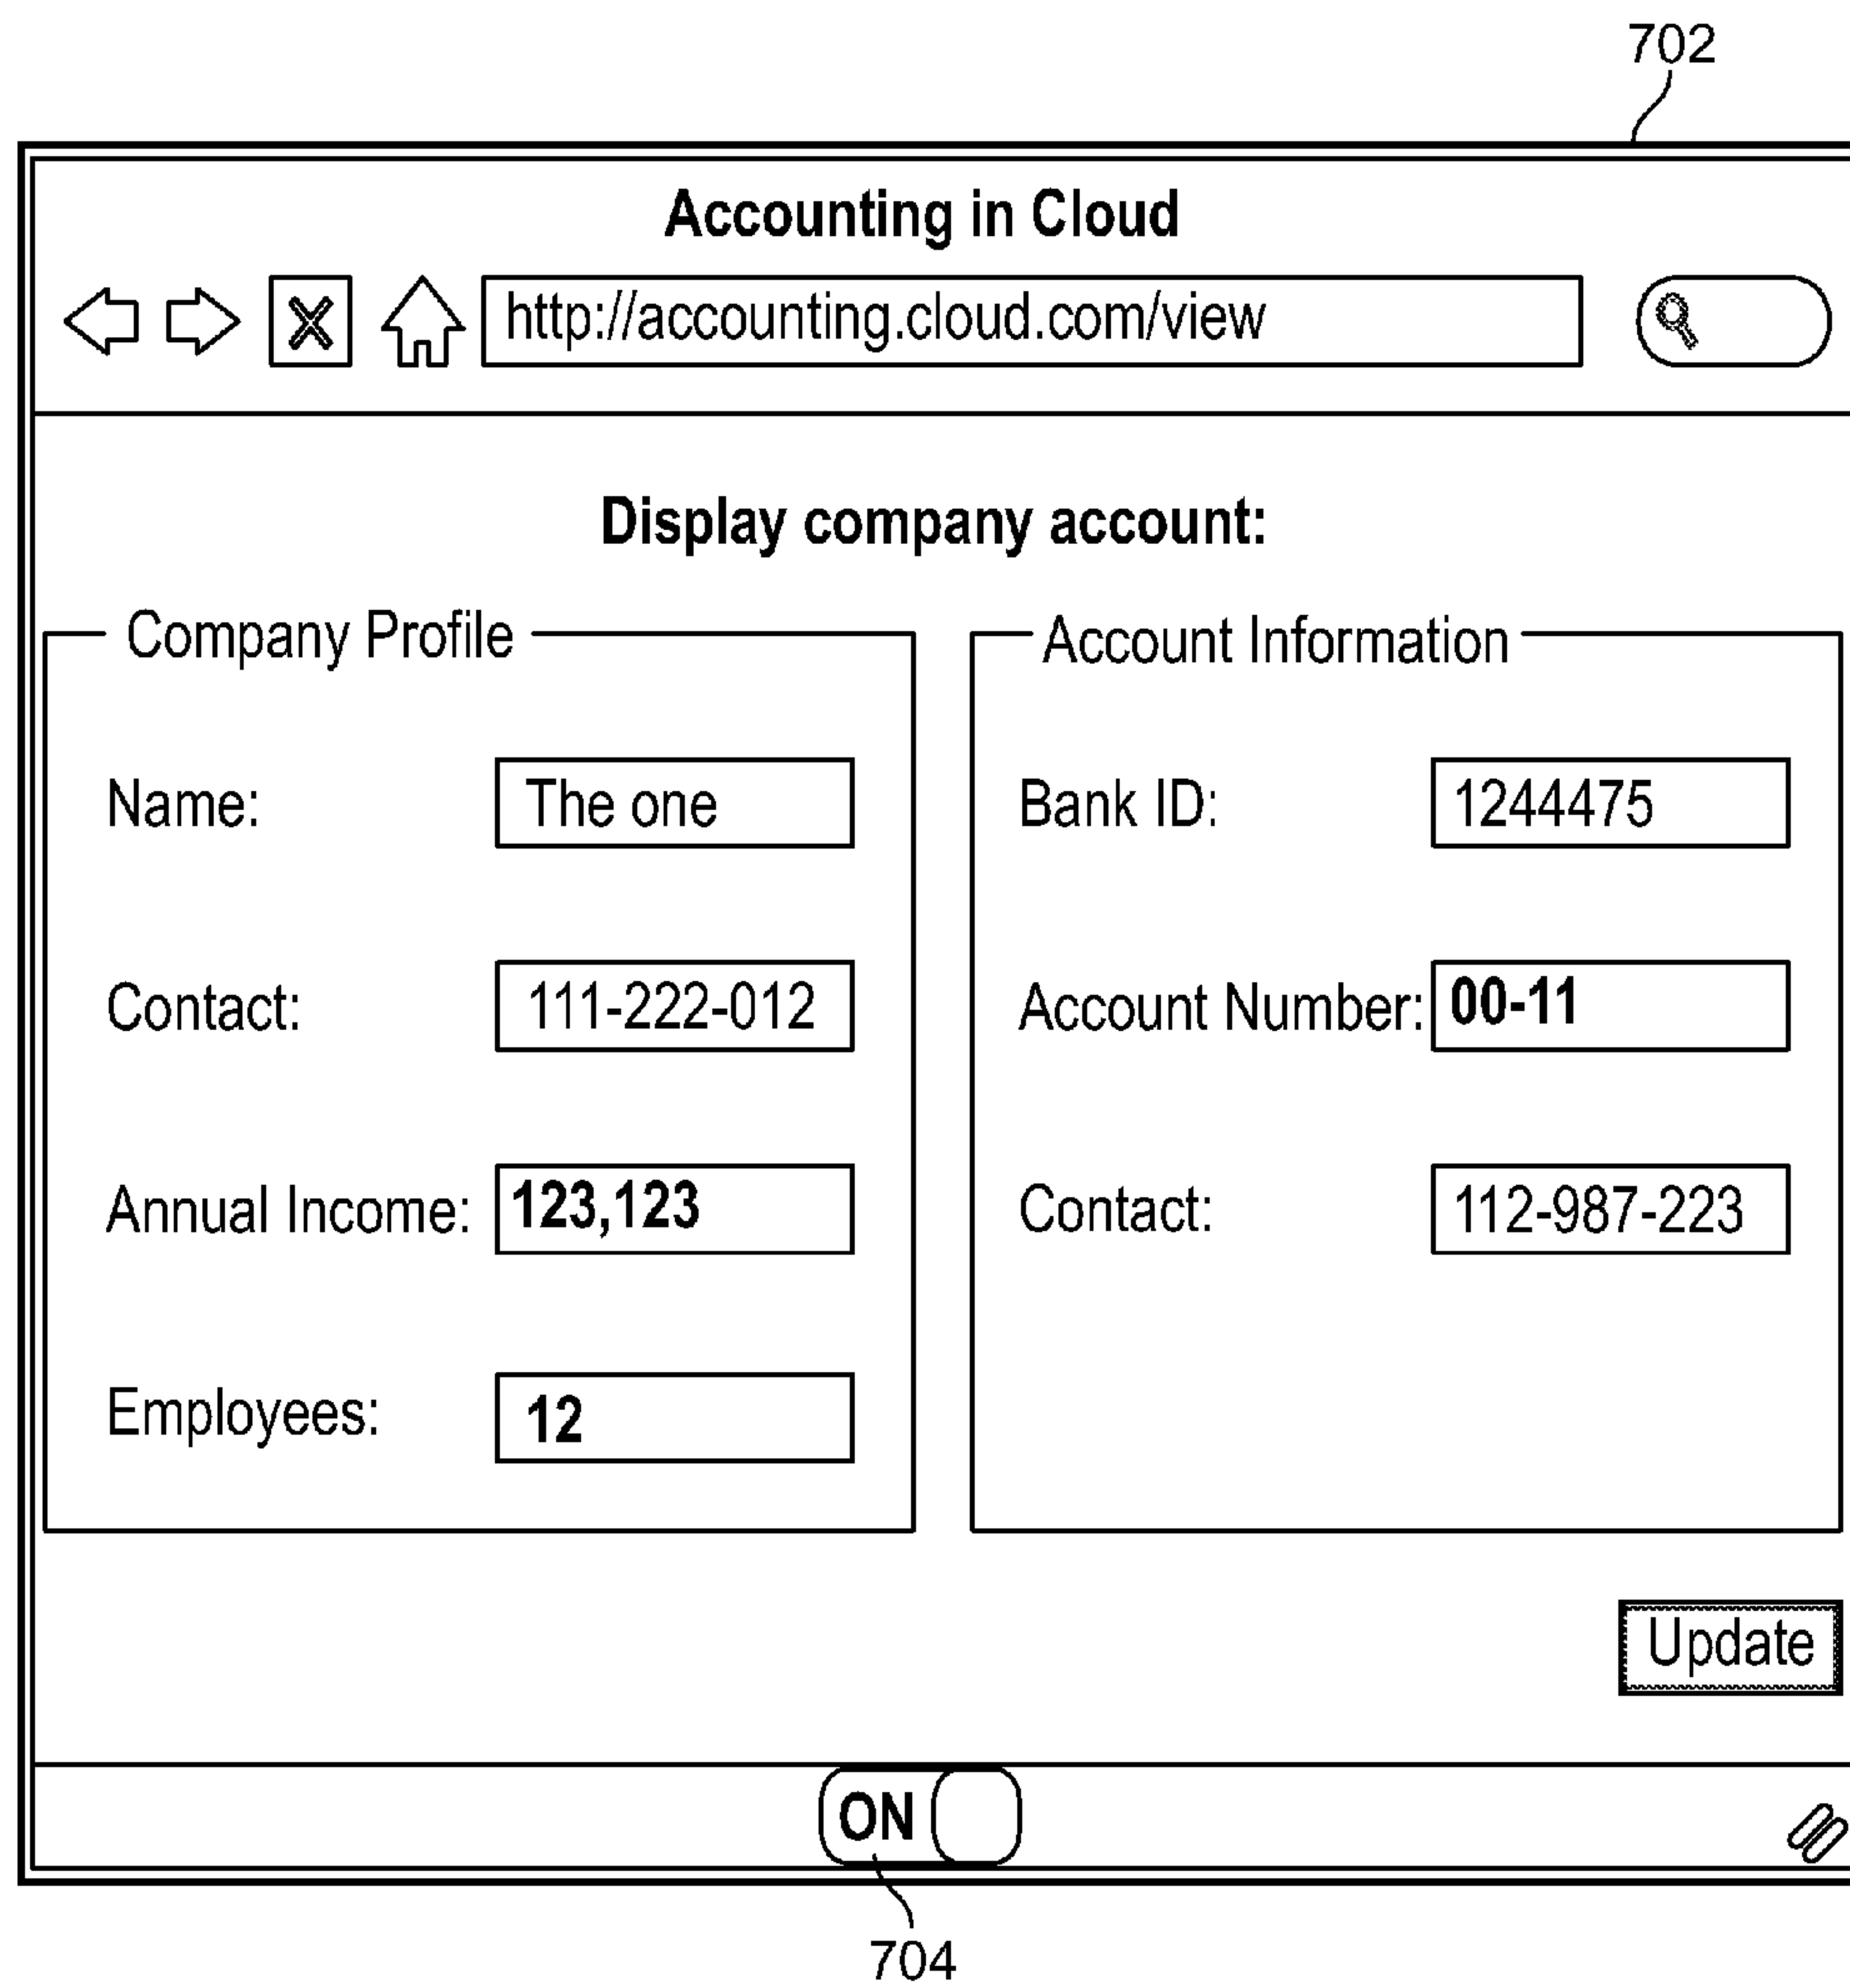 702
Accounting in Cloud
http://accounting.cloud.com/view
Display company account:
Company Profile
Name: The one
Contact: 111-222-012
Annual Income: 123,123
Employees: 12
Account Information
Bank ID: 1244475
Account Number: 00-11
Contact: 112-987-223
Update
ON
704